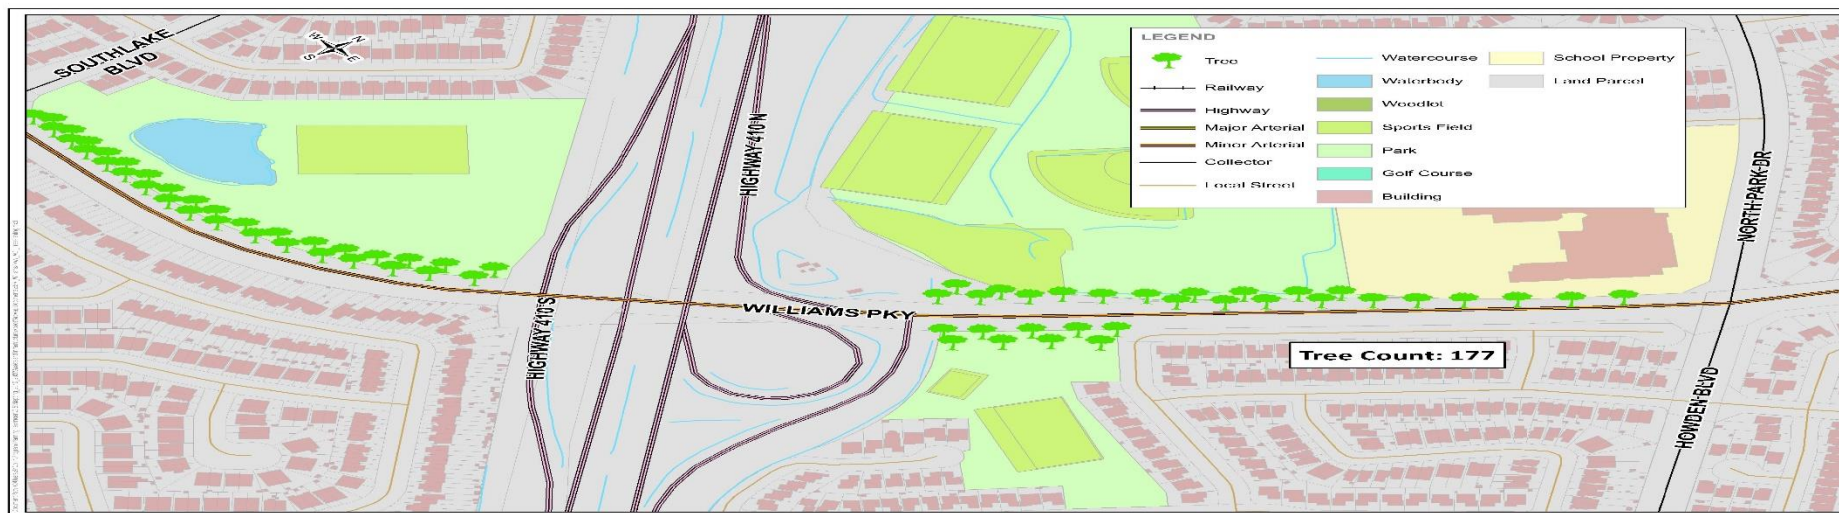 SOUTHLAKE
BLVD
N
W
E
S
LEGEND
Tree
Railway
Highway
Major Arterial
Minor Arterial
Collector
Local Street
Watercourse
Waterbody
Woodlot
Sports Field
Park
Golf Course
Building
School Property
Land Parcel
HIGHWAY 410 N
HIGHWAY 410 S
WILLIAMS PKY
NORTH PARK DR
HOWDEN BLVD
Tree Count: 177